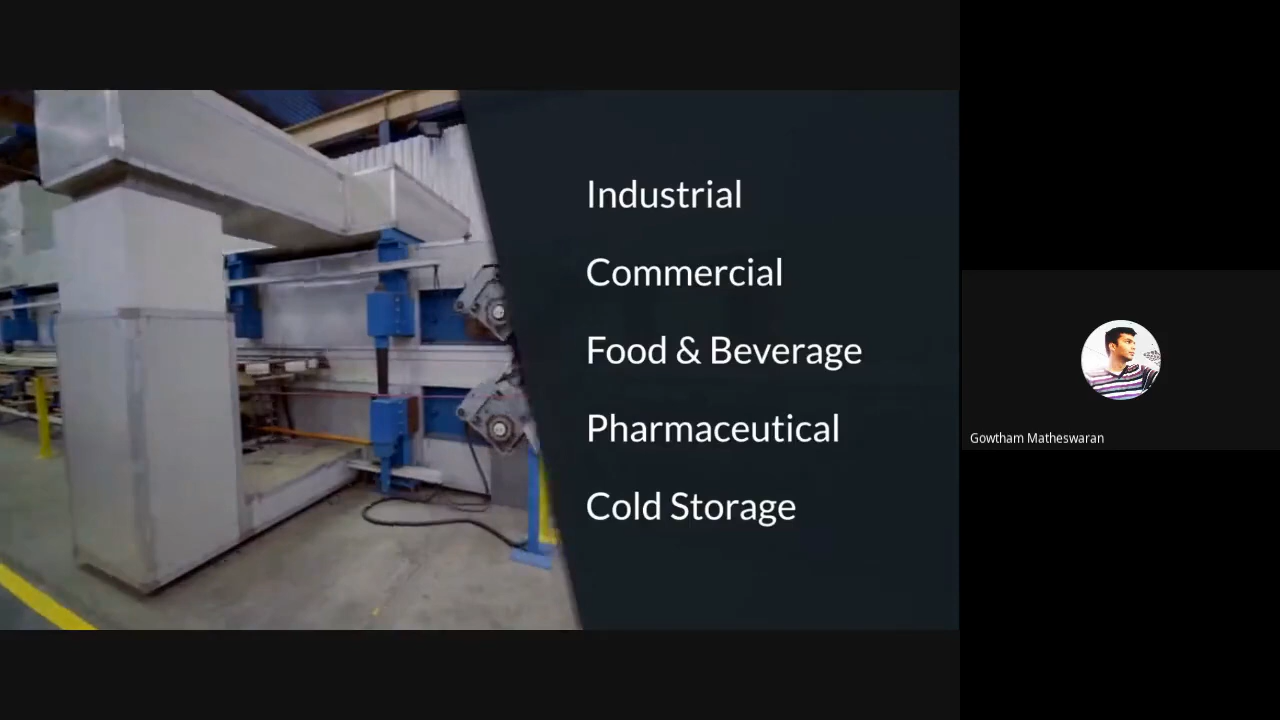 Industrial
Commercial
Food & Beverage
Pharmaceutical
Cold Storage
Gowtham Matheswaran